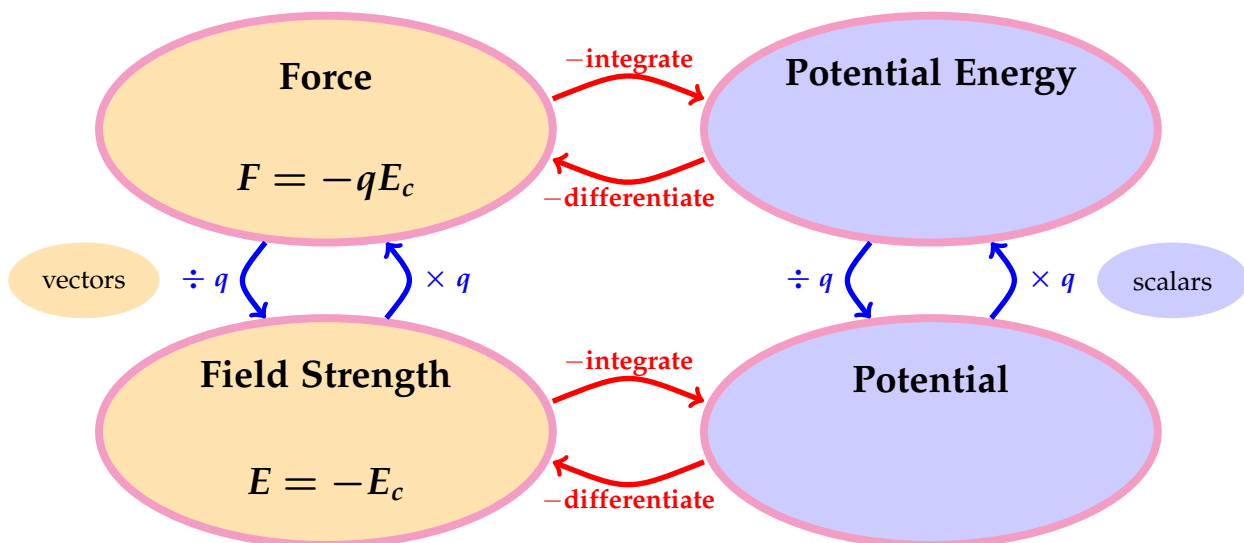 −integrate
Force
Potential Energy
F = −qE_c
−differentiate
vectors
÷ q
× q
÷ q
× q
scalars
−integrate
Field Strength
Potential
E = −E_c
−differentiate